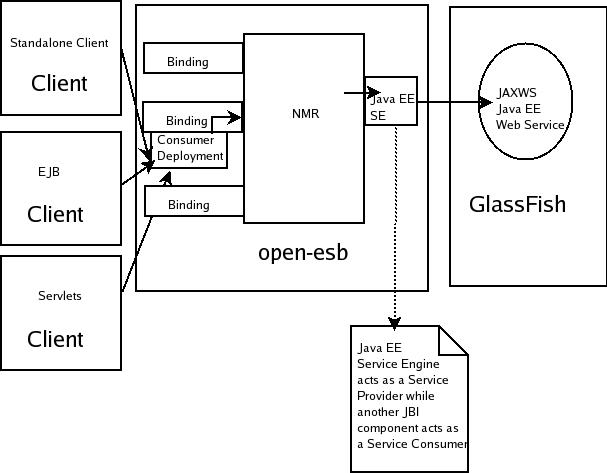 Standalone Client
Client
EJB
Client
Servlets
Client
Binding
Binding
Consumer
Deployment
Binding
NMR
open-esb
Java EE
SE
JAXWS
Java EE
Web Service
GlassFish
Java EE
Service Engine
acts as a Service
Provider while
another JBI
component acts as
a Service Consumer